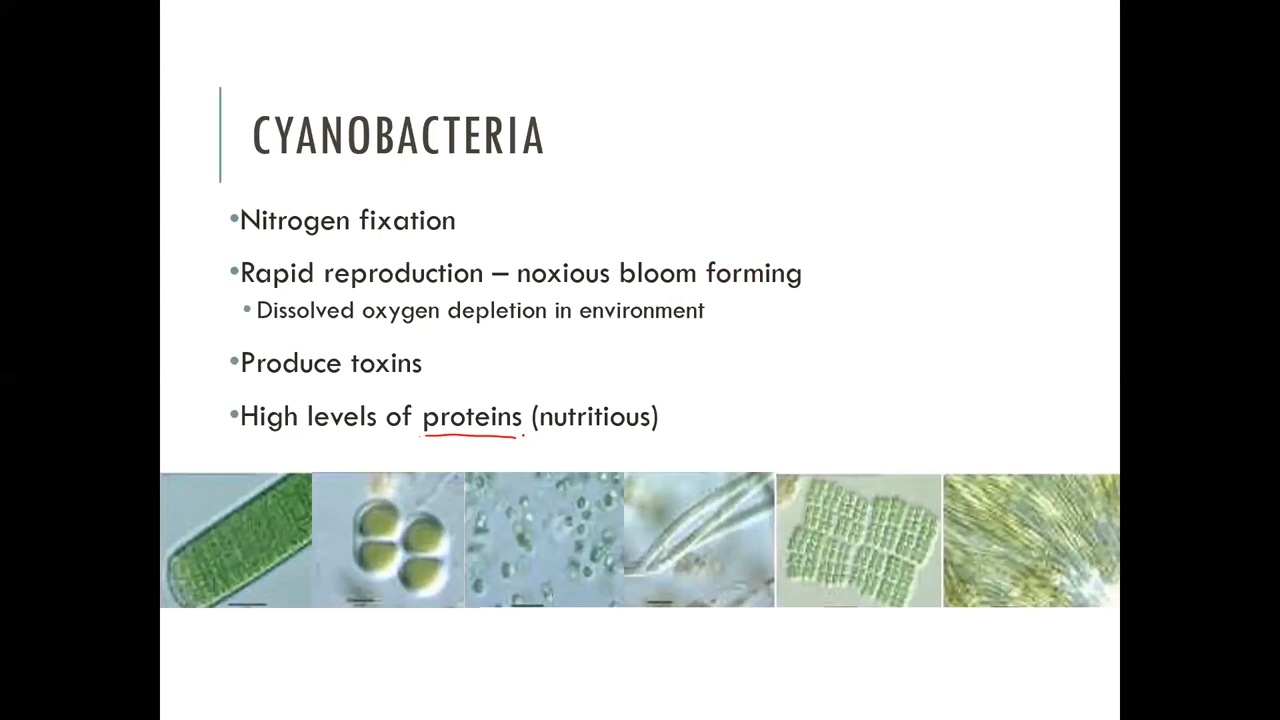 CYANOBACTERIA
•Nitrogen fixation
•Rapid reproduction – noxious bloom forming
•Dissolved oxygen depletion in environment
•Produce toxins
•High levels of proteins (nutritious)